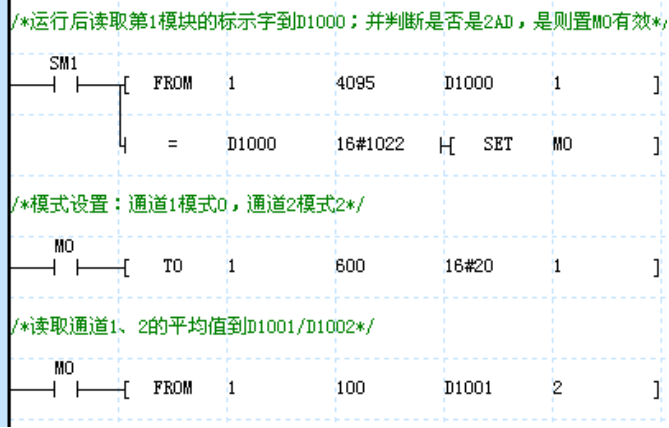 /*运行后读取第1模块的标示字到D1000；并判断是否是2AD，是则置M0有效*/
SM1
[ FROM 1 4095 D1000 1 ]
= D1000 16#1022 [ SET M0 ]
/*模式设置：通道1模式0，通道2模式2*/
M0
[ TO 1 600 16#20 1 ]
/*读取通道1、2的平均值到D1001/D1002*/
M0
[ FROM 1 100 D1001 2 ]